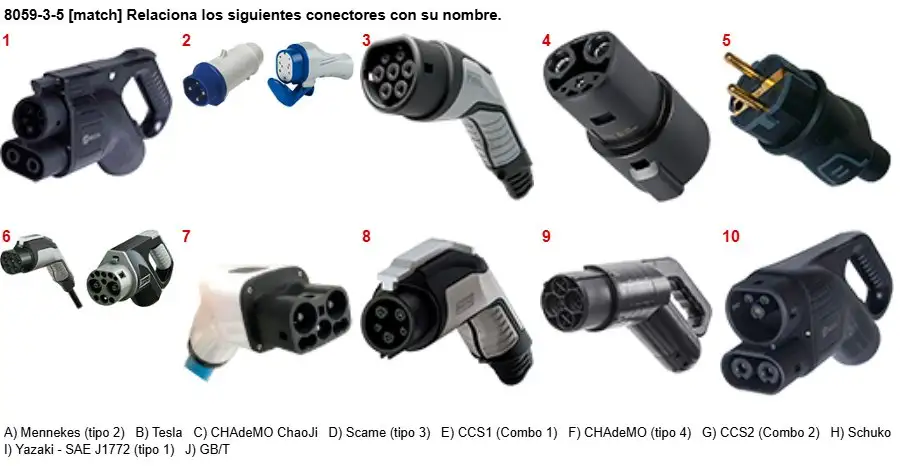 8059-3-5 [match] Relaciona los siguientes conectores con su nombre.
1 2 3 4 5
6 7 8 9 10
A) Mennekes (tipo 2) B) Tesla C) CHAdeMO ChaoJi D) Scame (tipo 3) E) CCS1 (Combo 1) F) CHAdeMO (tipo 4) G) CCS2 (Combo 2) H) Schuko
I) Yazaki - SAE J1772 (tipo 1) J) GB/T